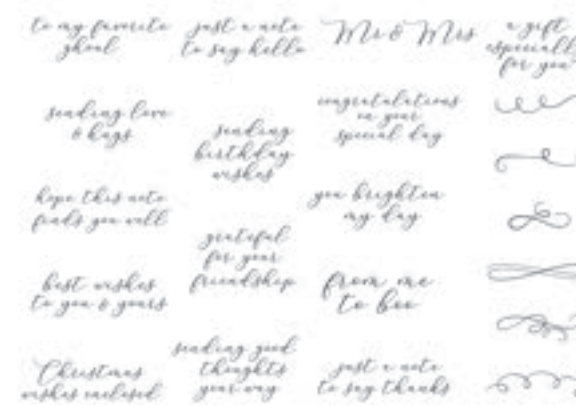 to my favorite
ghoul
just a note
to say hello
Mr & Mrs
a gift
especially
for you
sending love
& hugs
sending
birthday
wishes
congratulations
on your
special day
hope this note
finds you well
grateful
for your
friendship
you brighten
my day
best wishes
to you & yours
from me
to boo
Christmas
wishes enclosed
sending good
thoughts
your way
just a note
to say thanks